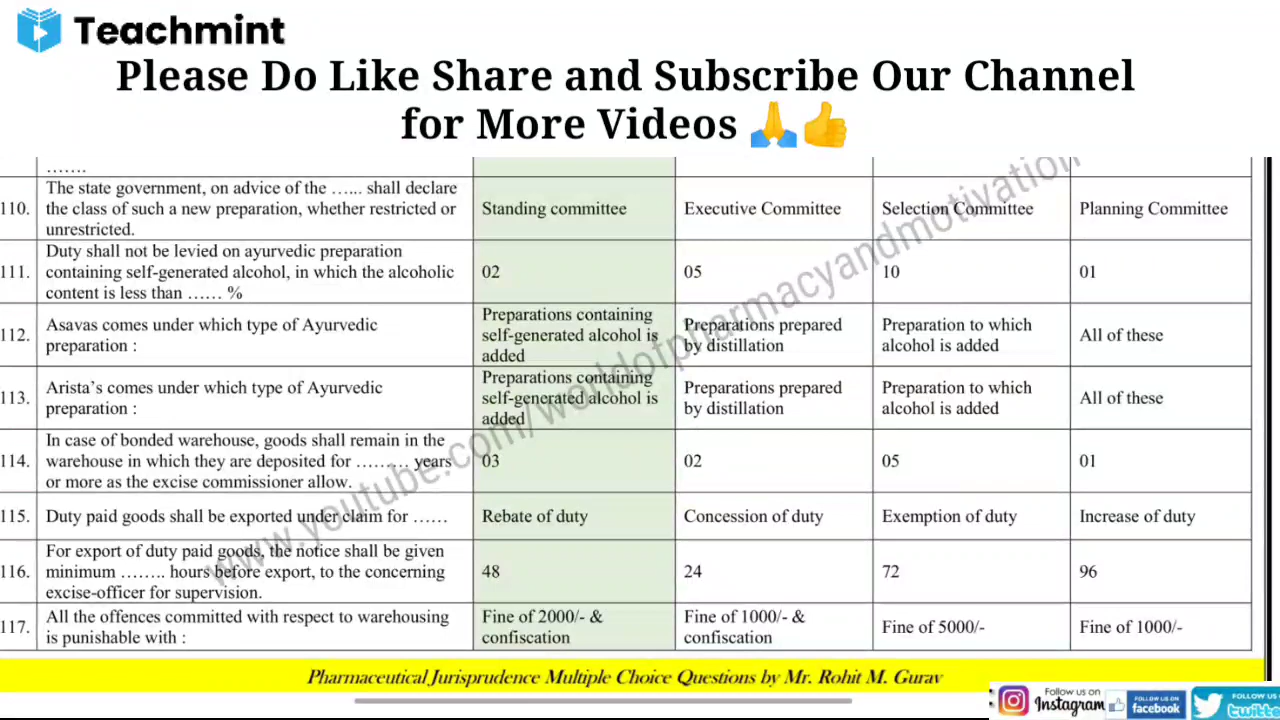 Teachmint
Please Do Like Share and Subscribe Our Channel
for More Videos 🙏👍
…….
110.
The state government, on advice of the …... shall declare
the class of such a new preparation, whether restricted or
unrestricted.
Standing committee
Executive Committee
Selection Committee
Planning Committee
111.
Duty shall not be levied on ayurvedic preparation
containing self-generated alcohol, in which the alcoholic
content is less than …… %
02
05
10
01
112.
Asavas comes under which type of Ayurvedic
preparation :
Preparations containing
self-generated alcohol is
added
Preparations prepared
by distillation
Preparation to which
alcohol is added
All of these
113.
Arista’s comes under which type of Ayurvedic
preparation :
Preparations containing
self-generated alcohol is
added
Preparations prepared
by distillation
Preparation to which
alcohol is added
All of these
114.
In case of bonded warehouse, goods shall remain in the
warehouse in which they are deposited for ……… years
or more as the excise commissioner allow.
03
02
05
01
115.
Duty paid goods shall be exported under claim for ……
Rebate of duty
Concession of duty
Exemption of duty
Increase of duty
116.
For export of duty paid goods, the notice shall be given
minimum …….. hours before export, to the concerning
excise-officer for supervision.
48
24
72
96
117.
All the offences committed with respect to warehousing
is punishable with :
Fine of 2000/- &
confiscation
Fine of 1000/- &
confiscation
Fine of 5000/-
Fine of 1000/-
www.youtube.com/worldofpharmacyandmotivation
Pharmaceutical Jurisprudence Multiple Choice Questions by Mr. Rohit M. Gurav
Follow us on
Instagram
FOLLOW US ON
facebook
FOLLOW US
twitte